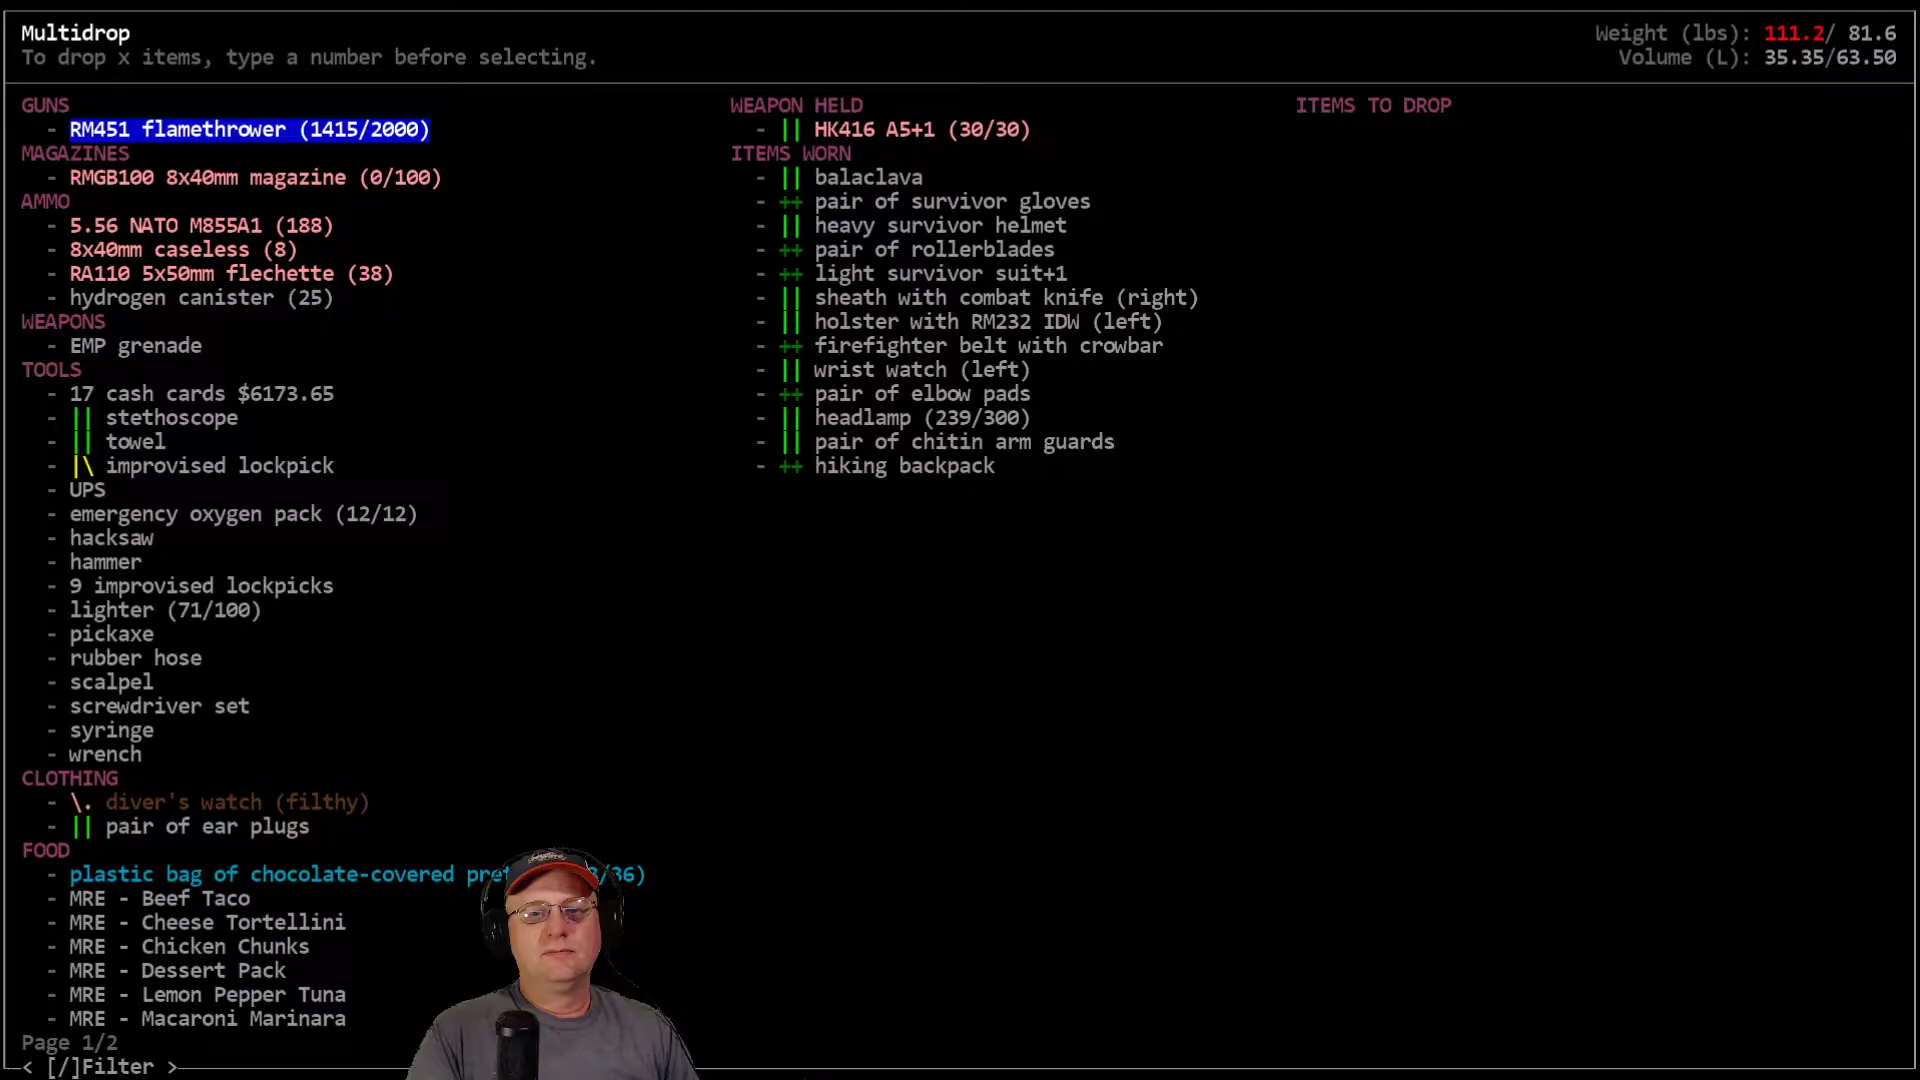 Multidrop
To drop x items, type a number before selecting.
Weight (lbs): 111.2/ 81.6
Volume (L): 35.35/63.50
GUNS
- RM451 flamethrower (1415/2000)
MAGAZINES
- RMGB100 8x40mm magazine (0/100)
AMMO
- 5.56 NATO M855A1 (188)
- 8x40mm caseless (8)
- RA110 5x50mm flechette (38)
- hydrogen canister (25)
WEAPONS
- EMP grenade
TOOLS
- 17 cash cards $6173.65
- || stethoscope
- || towel
- |\ improvised lockpick
- UPS
- emergency oxygen pack (12/12)
- hacksaw
- hammer
- 9 improvised lockpicks
- lighter (71/100)
- pickaxe
- rubber hose
- scalpel
- screwdriver set
- syringe
- wrench
CLOTHING
- \. diver's watch (filthy)
- || pair of ear plugs
FOOD
- plastic bag of chocolate-covered /36)
- MRE - Beef Taco
- MRE - Cheese Tortellini
- MRE - Chicken Chunks
- MRE - Dessert Pack
- MRE - Lemon Pepper Tuna
- MRE - Macaroni Marinara
Page 1/2
< [/]Filter >
WEAPON HELD
- || HK416 A5+1 (30/30)
ITEMS WORN
- || balaclava
- ++ pair of survivor gloves
- || heavy survivor helmet
- ++ pair of rollerblades
- ++ light survivor suit+1
- || sheath with combat knife (right)
- || holster with RM232 IDW (left)
- ++ firefighter belt with crowbar
- || wrist watch (left)
- ++ pair of elbow pads
- || headlamp (239/300)
- || pair of chitin arm guards
- ++ hiking backpack
ITEMS TO DROP